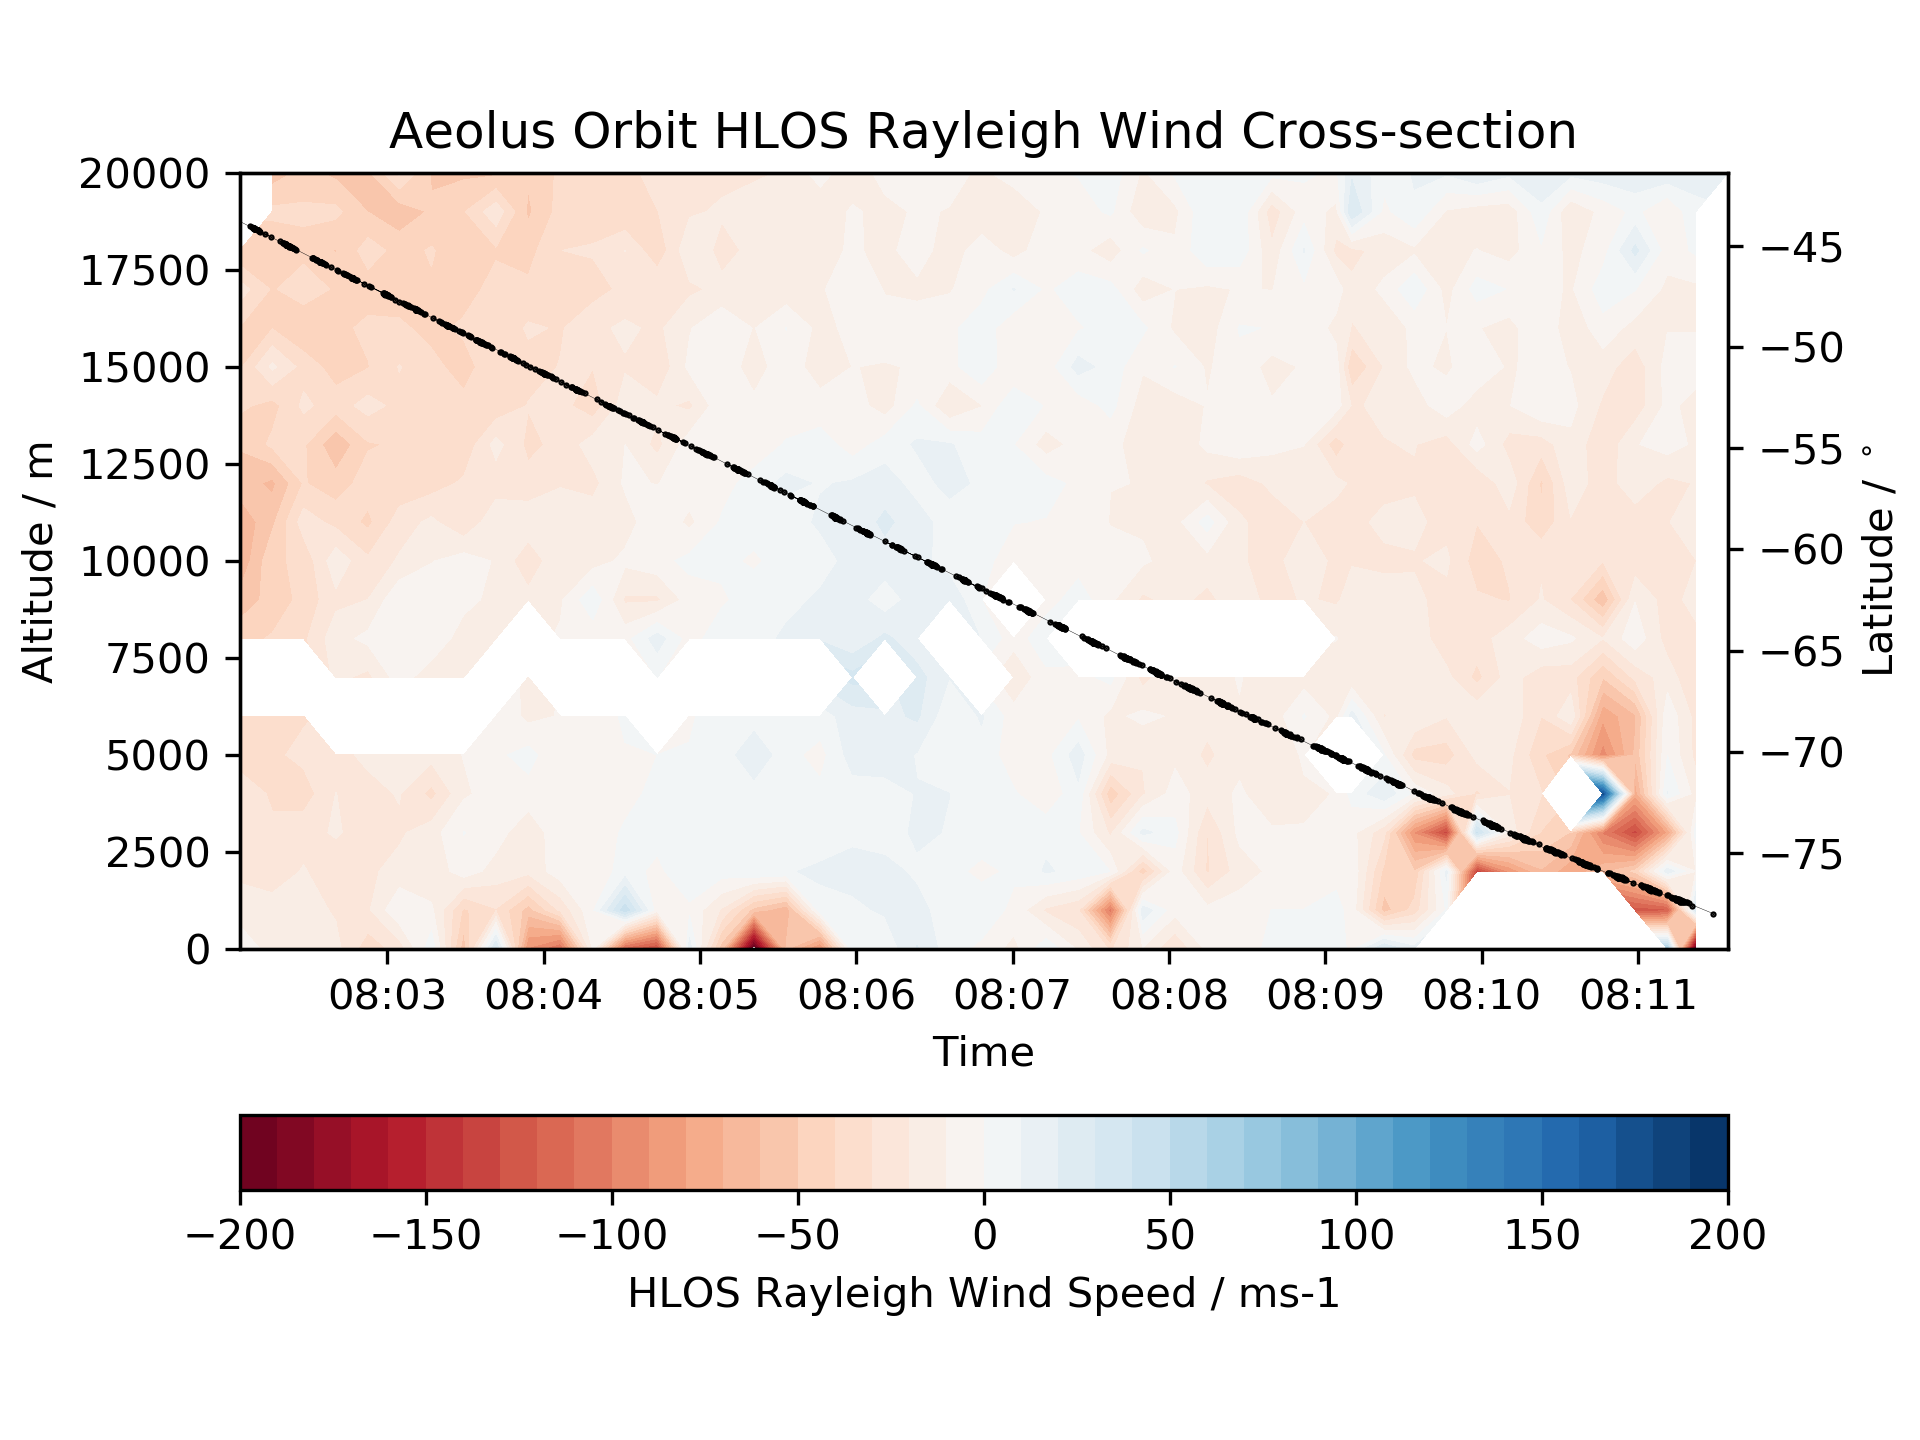 Aeolus Orbit HLOS Rayleigh Wind Cross-section
20000
17500
15000
12500
10000
7500
5000
2500
0
Altitude / m
−45
−50
−55
−60
−65
−70
−75
Latitude / °
08:03 08:04 08:05 08:06 08:07 08:08 08:09 08:10 08:11
Time
−200 −150 −100 −50 0 50 100 150 200
HLOS Rayleigh Wind Speed / ms-1